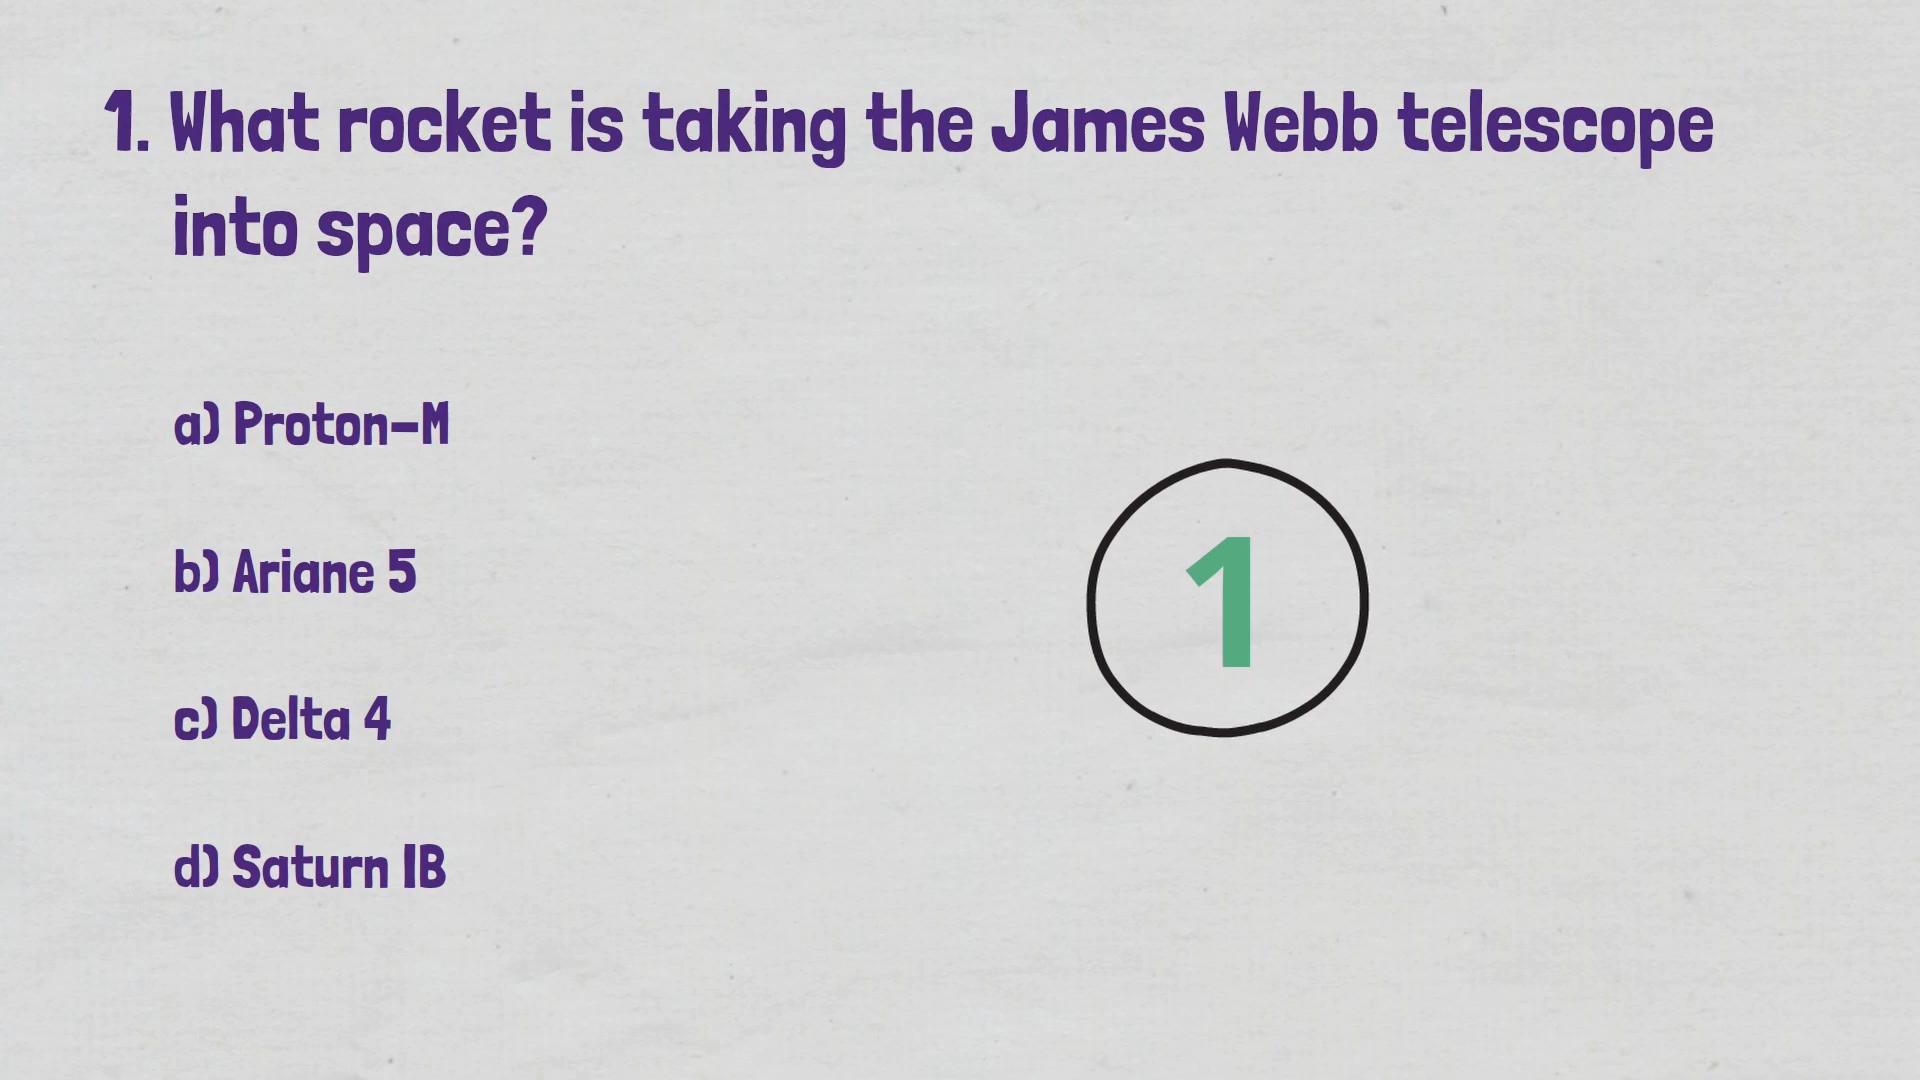 1. What rocket is taking the James Webb telescope
into space?
a) Proton-M
b) Ariane 5
1
c) Delta 4
d) Saturn IB